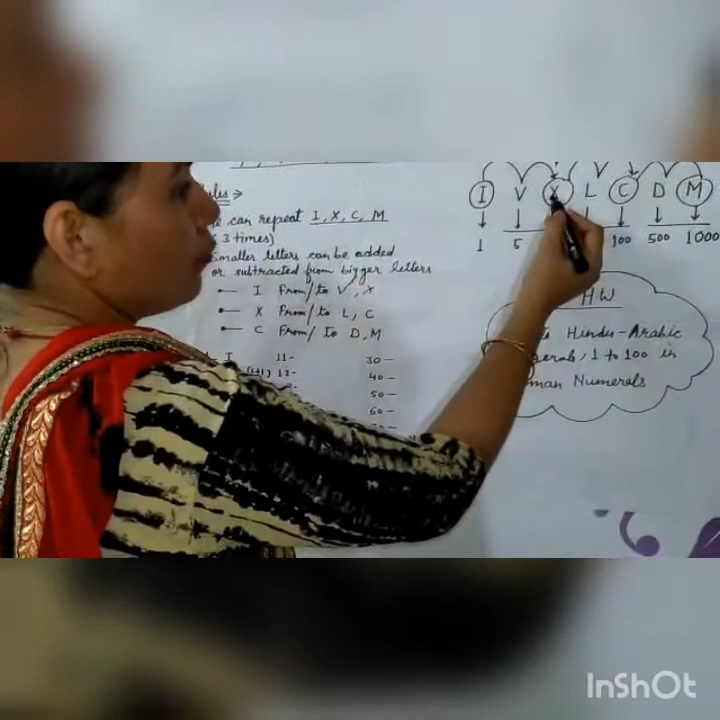 I V X L C D M
1 5 100 500 1000
can repeat I, X, C, M
3 times)
Smaller letters can be added
or subtracted from bigger letters
I From/to V, X
X From/to L, C
C From/To D, M
I 11- 30-
12- 40-
50-
60-
HW
Hindu-Arabic
1 to 100 in
Numerals
InShOt